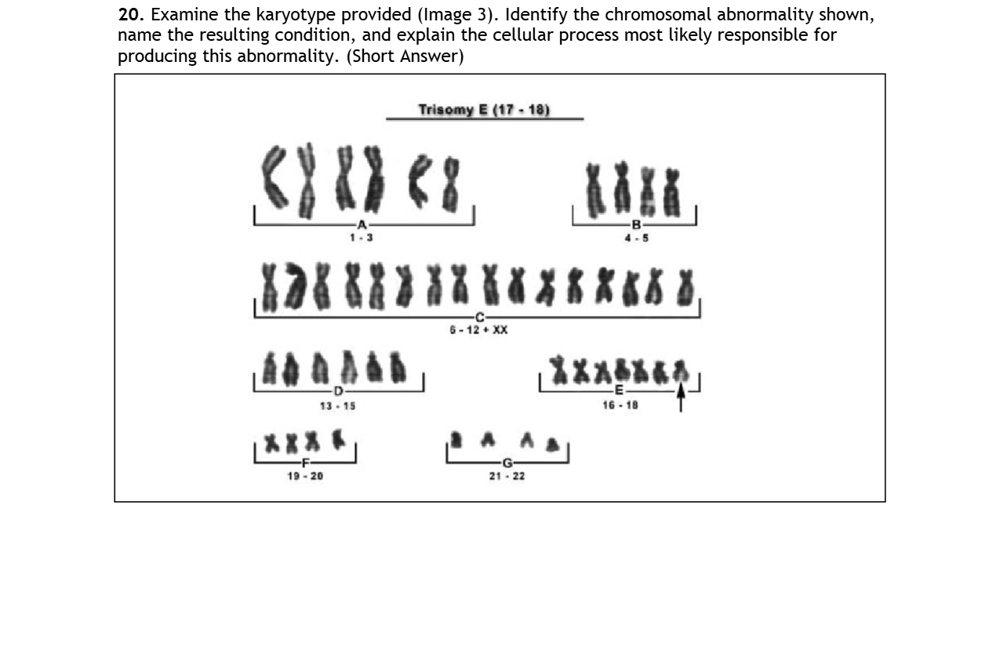 20. Examine the karyotype provided (Image 3). Identify the chromosomal abnormality shown,
name the resulting condition, and explain the cellular process most likely responsible for
producing this abnormality. (Short Answer)
Trisomy E (17 - 18)
A
1 - 3
B
4 - 5
C
6 - 12 + XX
D
13 - 15
E
16 - 18
F
19 - 20
G
21 - 22